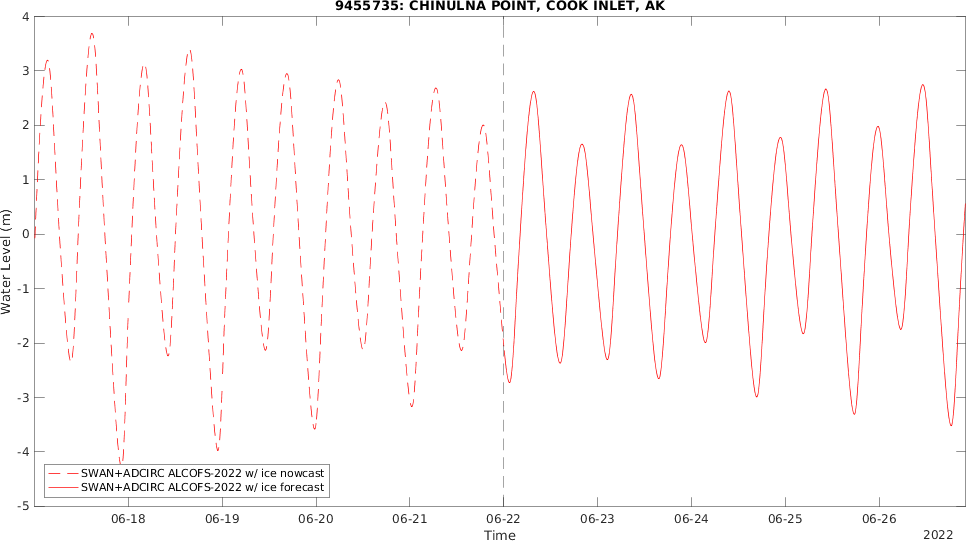 9455735: CHINULNA POINT, COOK INLET, AK
Water Level (m)
4
3
2
1
0
-1
-2
-3
-4
-5
SWAN+ADCIRC ALCOFS-2022 w/ ice nowcast
SWAN+ADCIRC ALCOFS-2022 w/ ice forecast
06-18 06-19 06-20 06-21 06-22 06-23 06-24 06-25 06-26
Time
2022